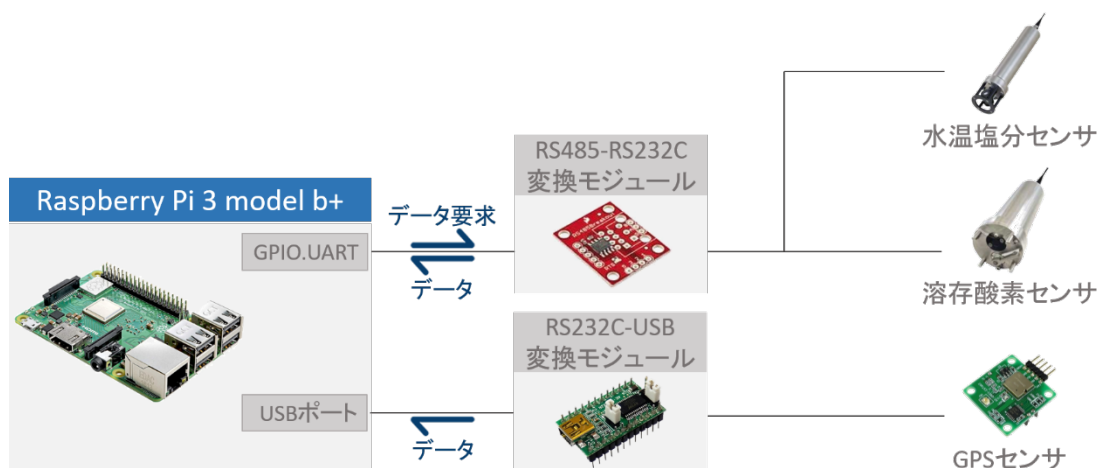 水温塩分センサ
RS485-RS232C
変換モジュール
Raspberry Pi 3 model b+
データ要求
GPIO.UART
データ
溶存酸素センサ
RS232C-USB
変換モジュール
USBポート
データ
GPSセンサ